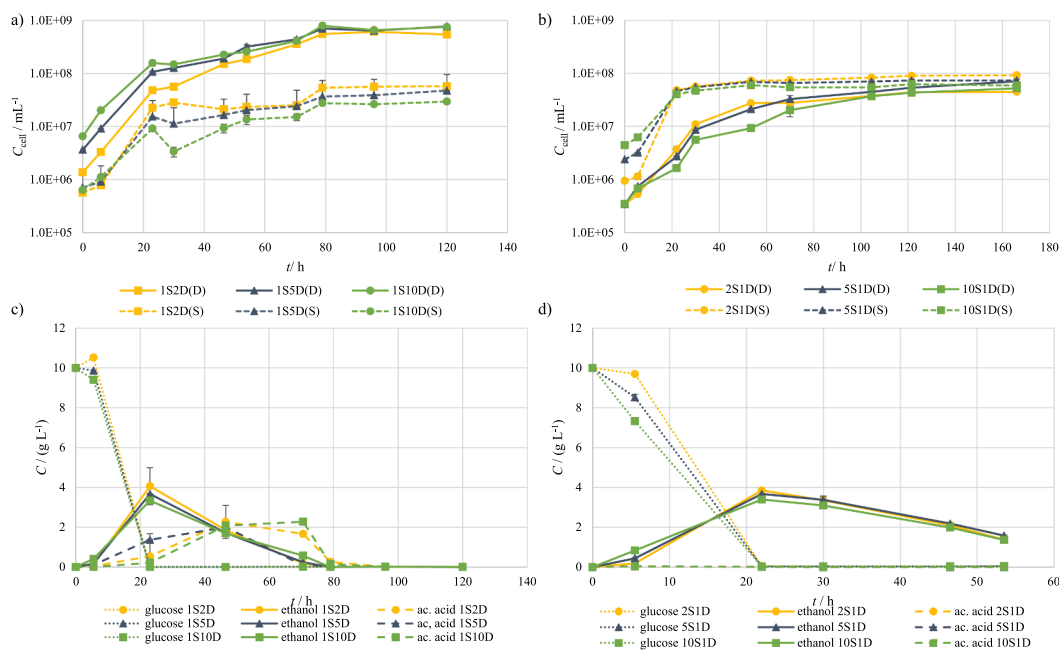 a)
1.0E+09
1.0E+08
1.0E+07
1.0E+06
1.0E+05
C cell / mL-1
0 20 40 60 80 100 120 140
t/ h
1S2D(D) 1S5D(D) 1S10D(D)
1S2D(S) 1S5D(S) 1S10D(S)
b)
1.0E+09
1.0E+08
1.0E+07
1.0E+06
1.0E+05
C cell / mL-1
0 20 40 60 80 100 120 140 160 180
t/ h
2S1D(D) 5S1D(D) 10S1D(D)
2S1D(S) 5S1D(S) 10S1D(S)
c)
12
10
8
6
4
2
0
C / (g L-1)
0 20 40 60 80 100 120 140
t / h
glucose 1S2D ethanol 1S2D ac. acid 1S2D
glucose 1S5D ethanol 1S5D ac. acid 1S5D
glucose 1S10D ethanol 1S10D ac. acid 1S10D
d)
12
10
8
6
4
2
0
C / (g L-1)
0 10 20 30 40 50 60
t / h
glucose 2S1D ethanol 2S1D ac. acid 2S1D
glucose 5S1D ethanol 5S1D ac. acid 5S1D
glucose 10S1D ethanol 10S1D ac. acid 10S1D